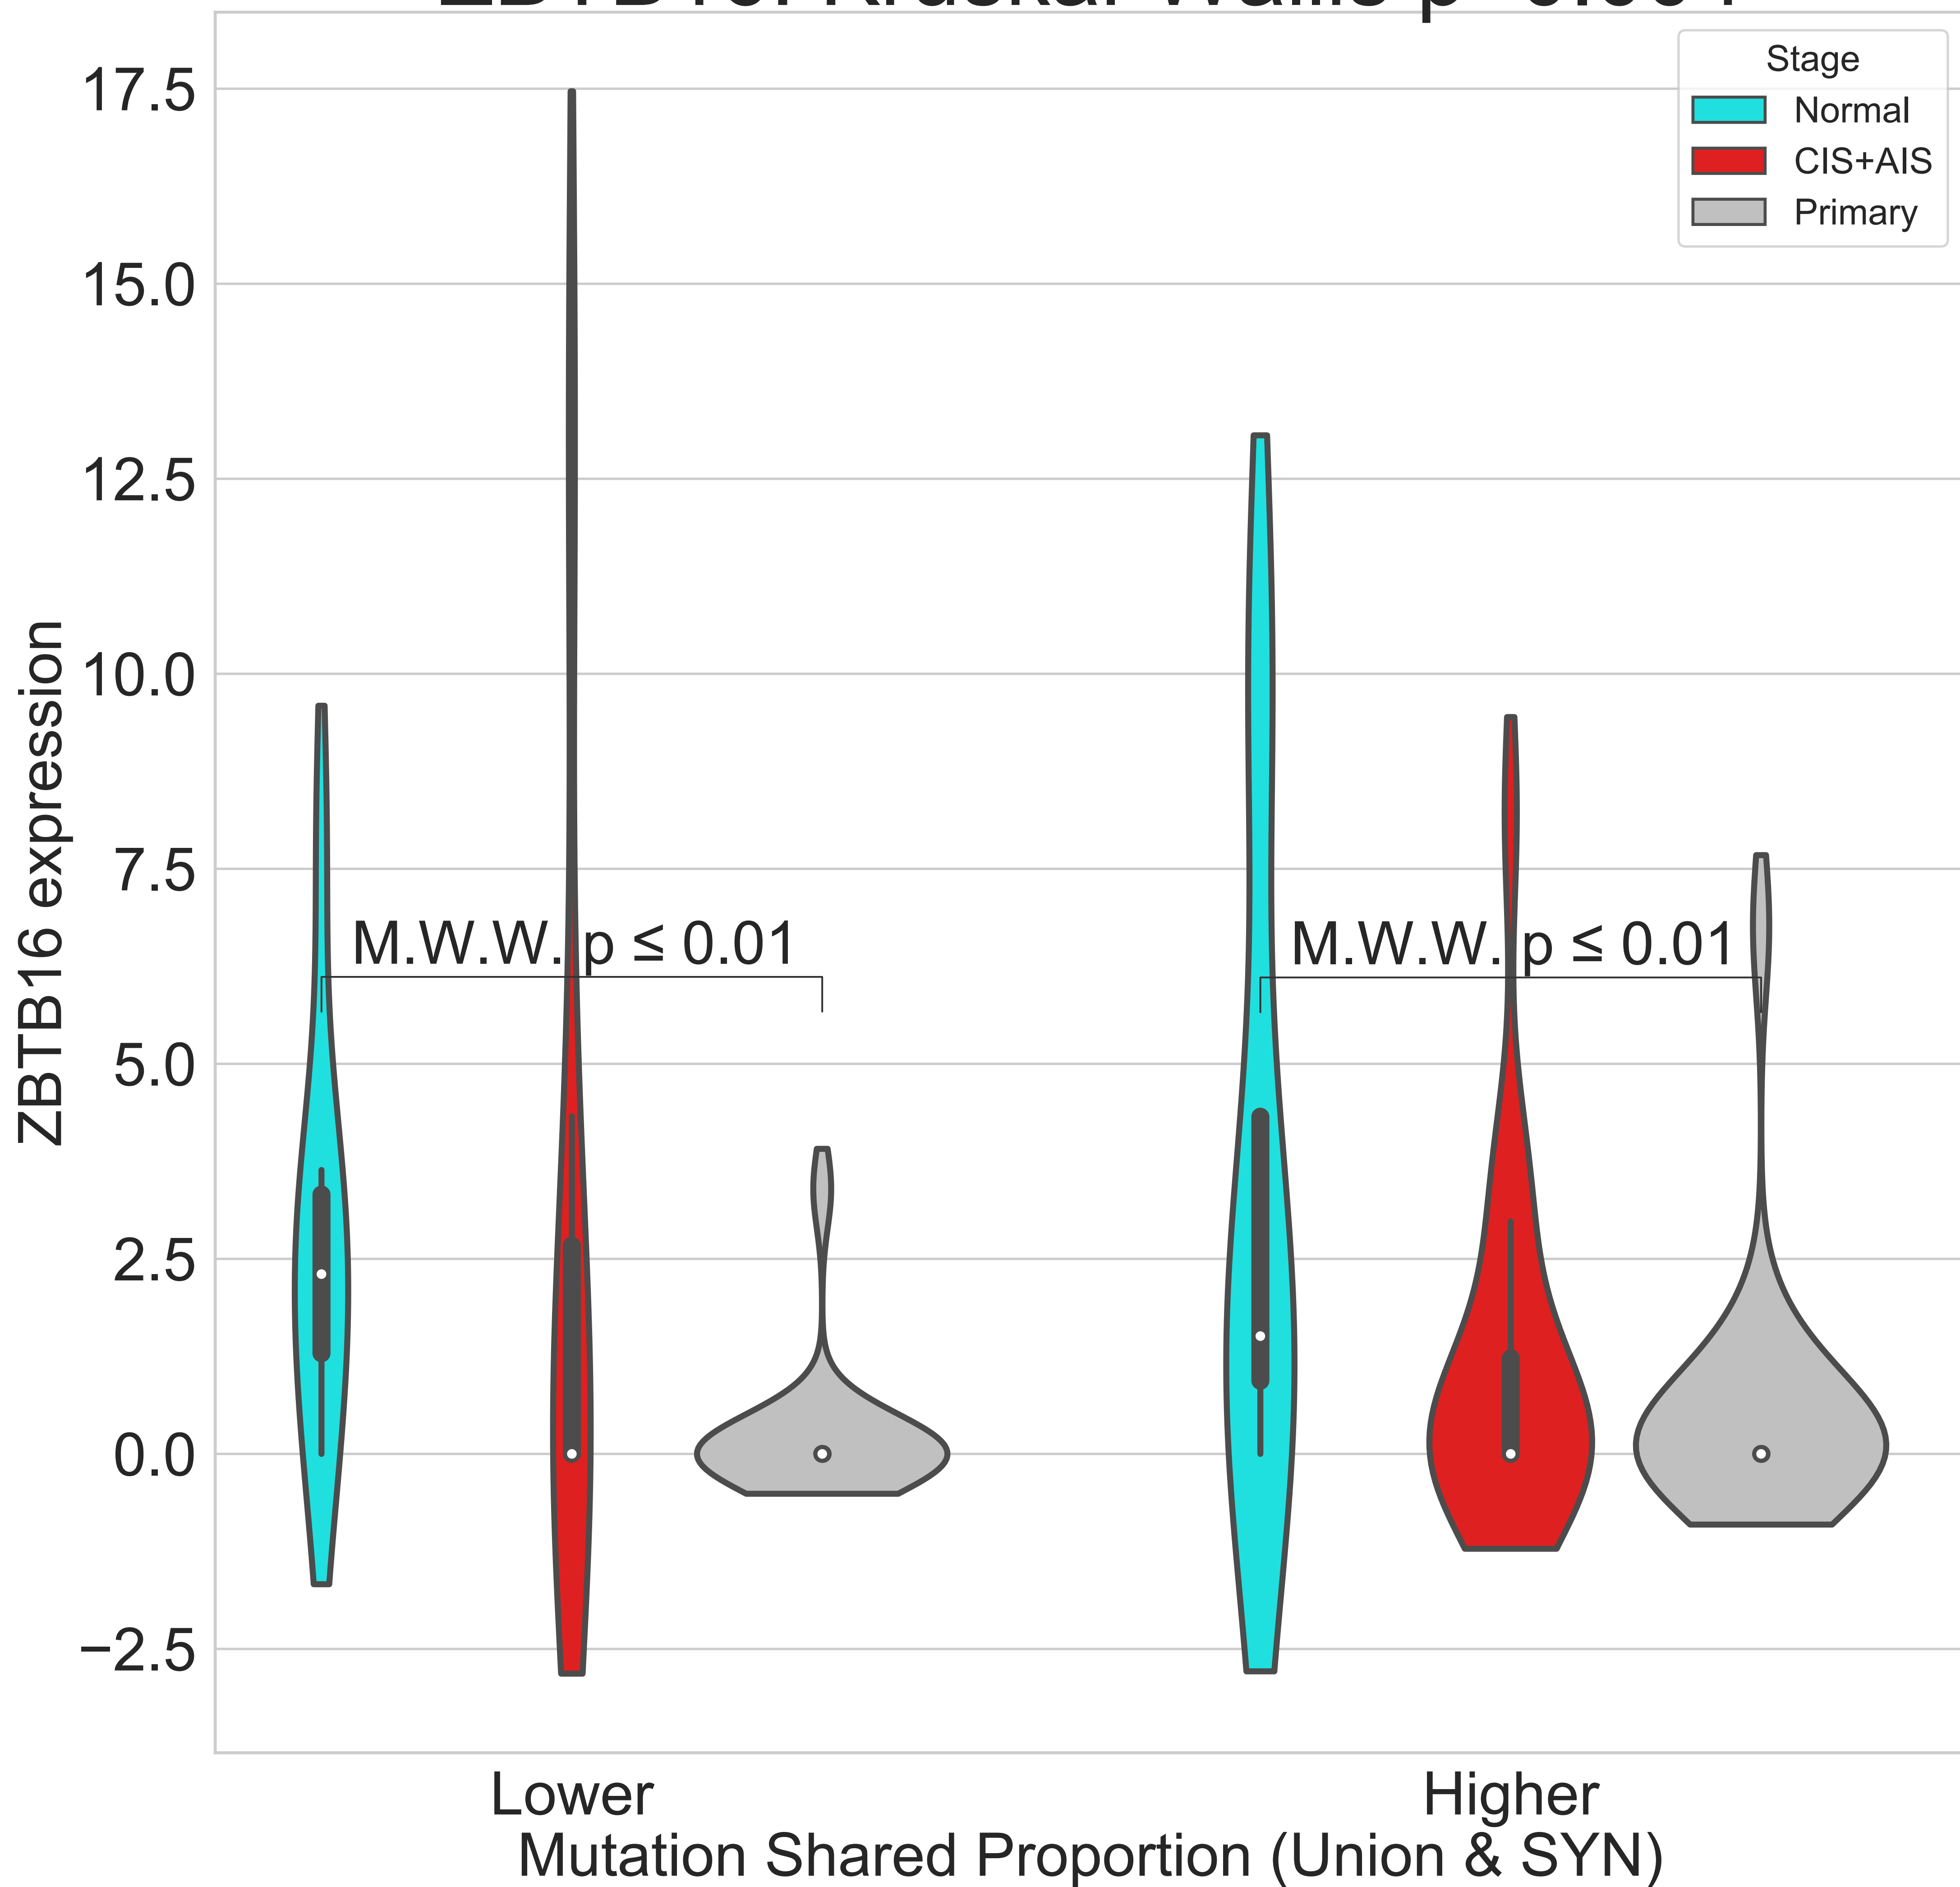 Stage
Normal
CIS+AIS
Primary
17.5
15.0
12.5
10.0
7.5
5.0
2.5
0.0
−2.5
ZBTB16 expression
M.W.W. p ≤ 0.01
M.W.W. p ≤ 0.01
Lower
Higher
Mutation Shared Proportion (Union & SYN)